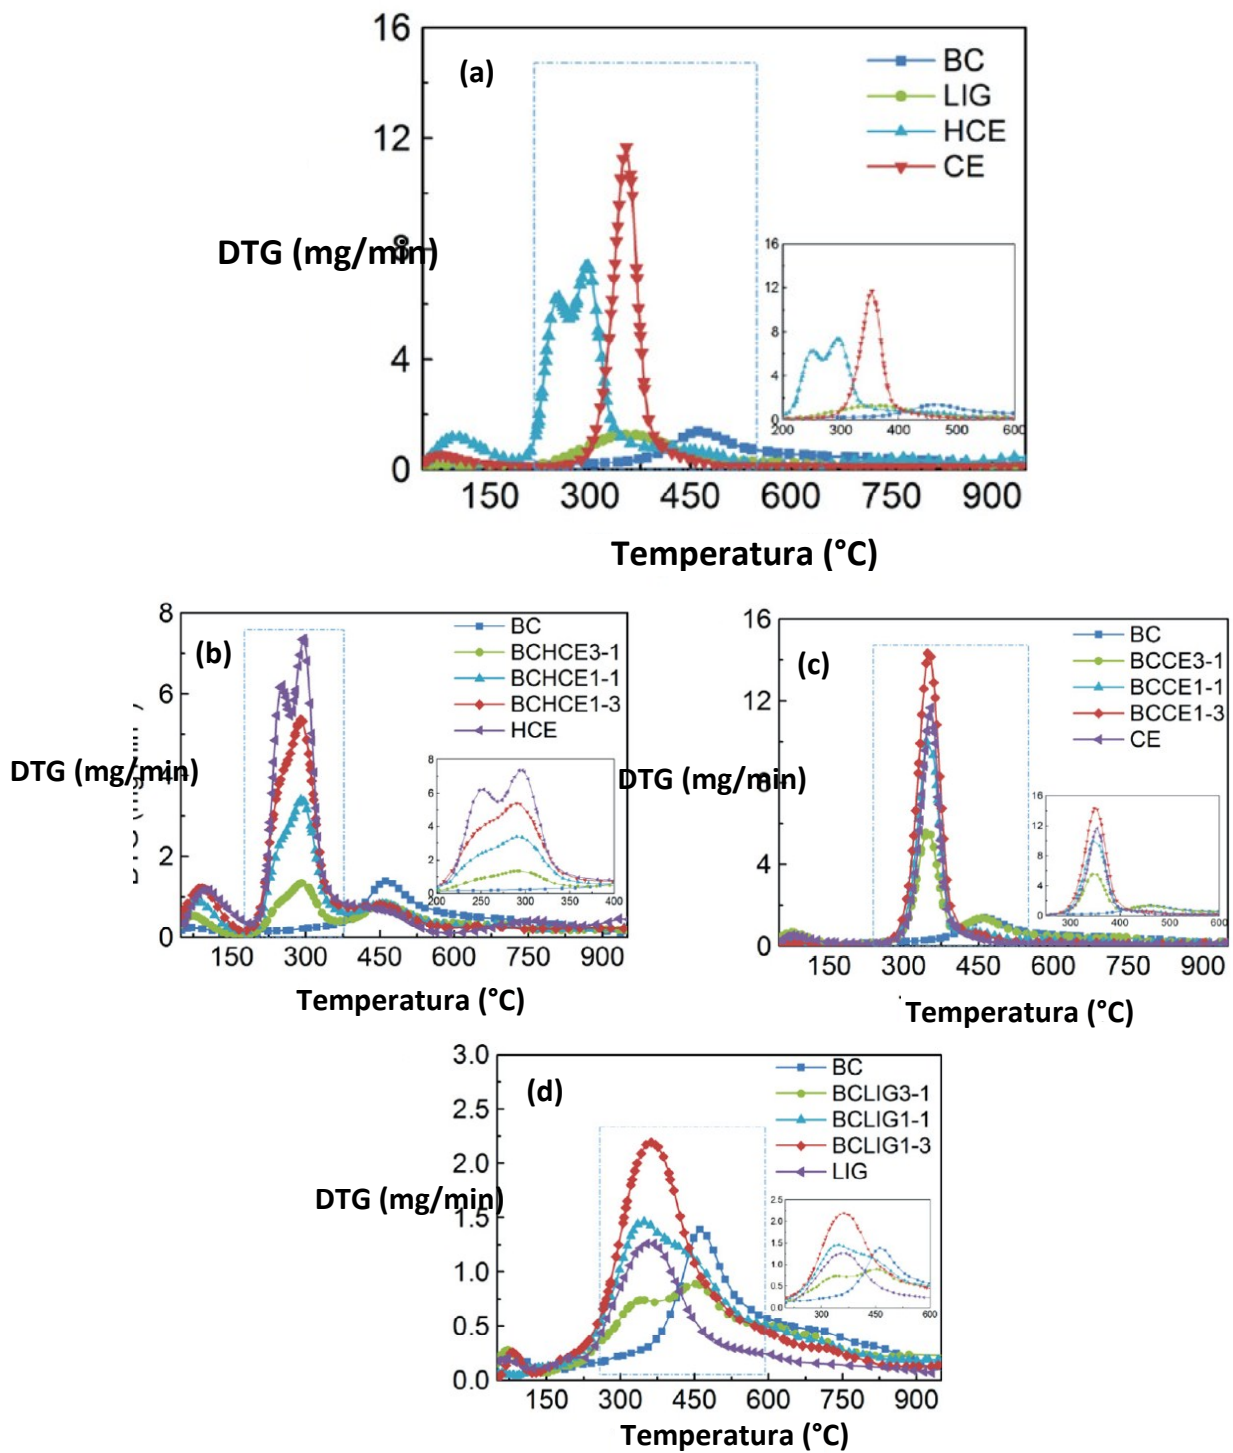 16
(a)
BC
LIG
HCE
CE
12
DTG (mg/min)
8
4
0
150 300 450 600 750 900
16
12
8
4
0
200 300 400 500 600
Temperatura (°C)
8
(b)
BC
BCHCE3-1
BCHCE1-1
BCHCE1-3
HCE
6
DTG (mg/min)
4
2
0
150 300 450 600 750 900
8
6
4
2
0
200 250 300 350 400
Temperatura (°C)
16
(c)
BC
BCCE3-1
BCCE1-1
BCCE1-3
CE
12
DTG (mg/min)
8
4
0
150 300 450 600 750 900
16
12
8
4
0
300 400 500 600
Temperatura (°C)
3.0
(d)
BC
BCLIG3-1
BCLIG1-1
BCLIG1-3
LIG
2.5
2.0
DTG (mg/min)
1.5
1.0
0.5
0.0
150 300 450 600 750 900
2.5
2.0
1.5
1.0
0.5
0.0
300 450 600
Temperatura (°C)